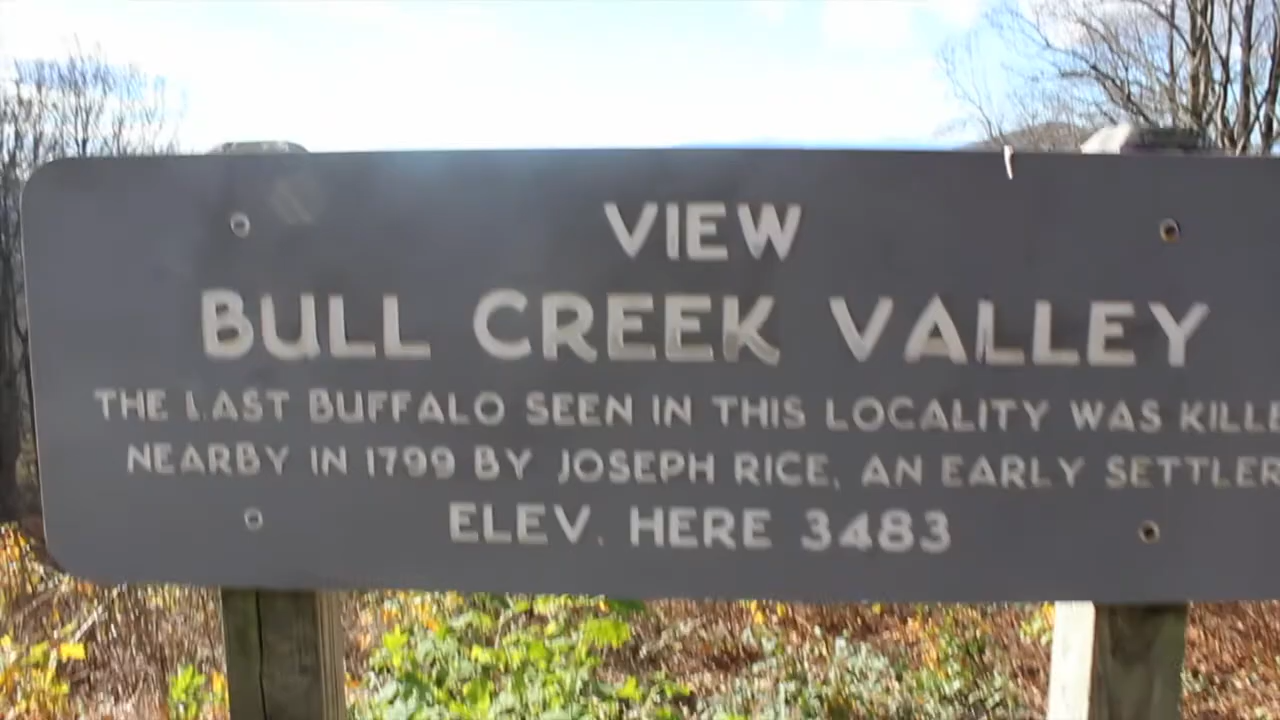 VIEW
BULL CREEK VALLEY
THE LAST BUFFALO SEEN IN THIS LOCALITY WAS KILLE
NEARBY IN 1799 BY JOSEPH RICE, AN EARLY SETTLER
ELEV. HERE 3483